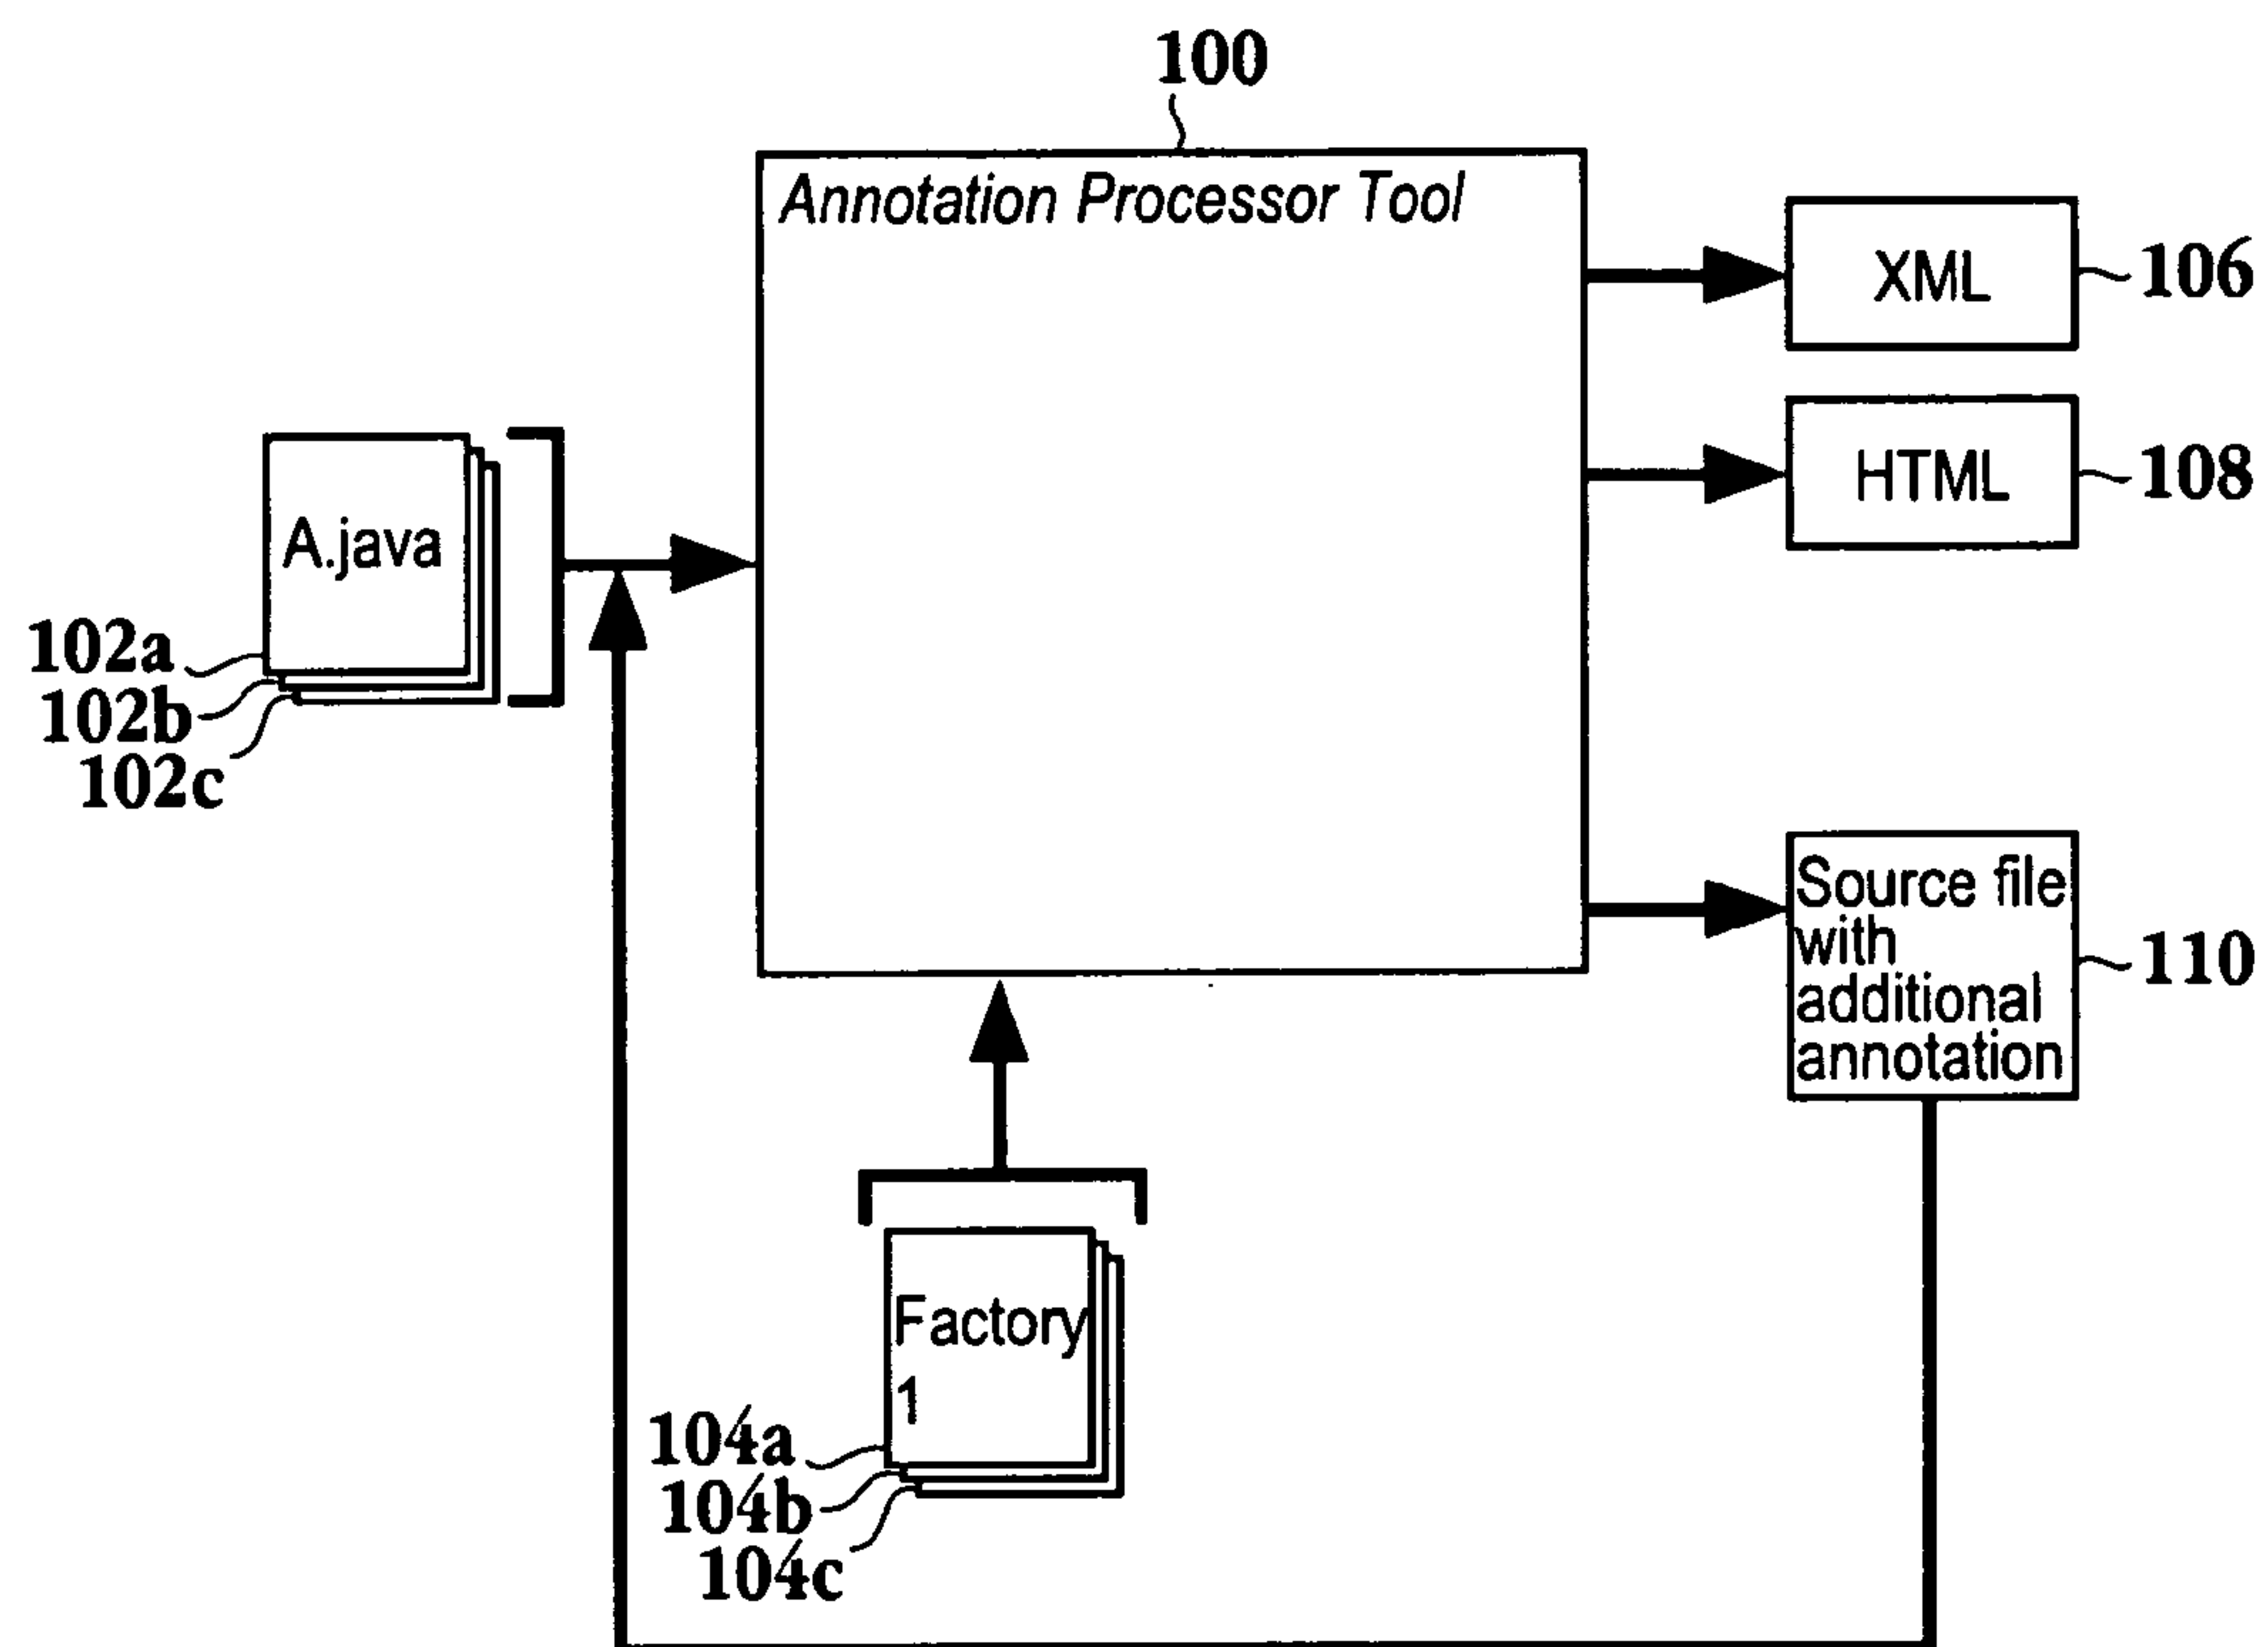 100
Annotation Processor Tool
XML
106
HTML
108
A.java
102a
102b
102c
Source file
with
additional
annotation
110
Factory
1
104a
104b
104c